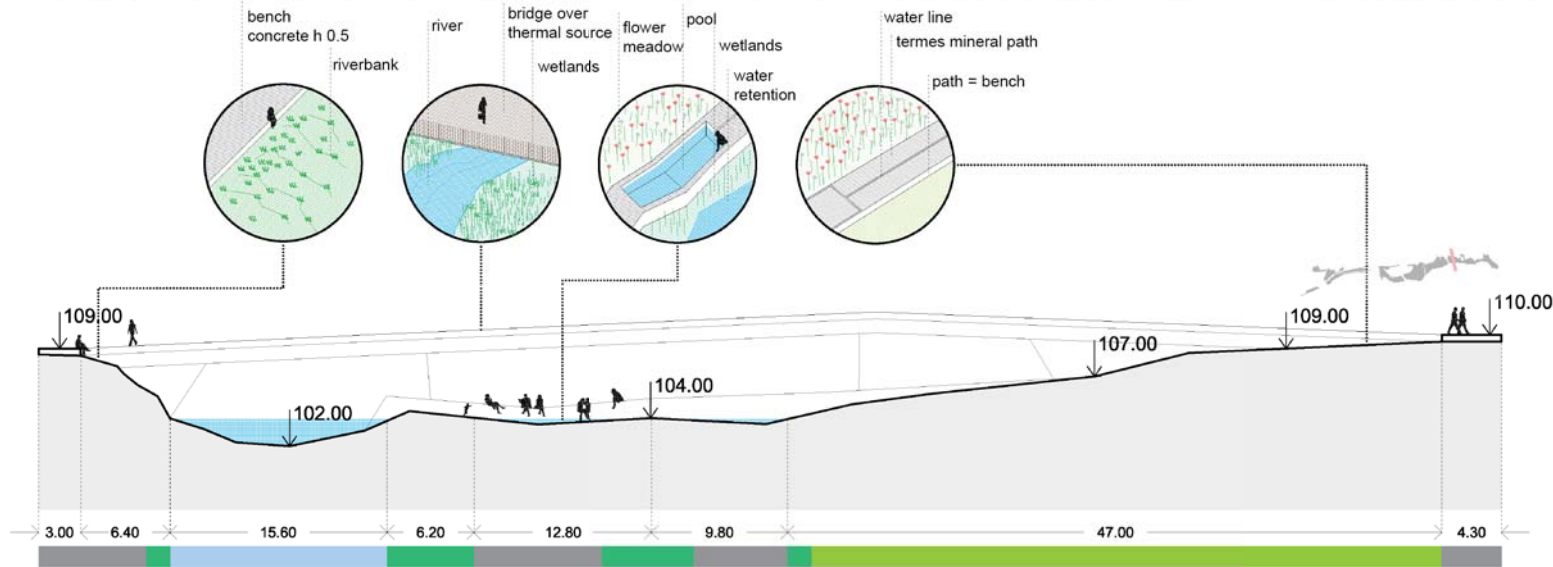 bench
concrete h 0.5
riverbank
river
bridge over
thermal source
wetlands
flower
meadow
pool
wetlands
water
retention
water line
termes mineral path
path = bench
109.00
102.00
104.00
107.00
109.00
110.00
3.00 6.40 15.60 6.20 12.80 9.80 47.00 4.30